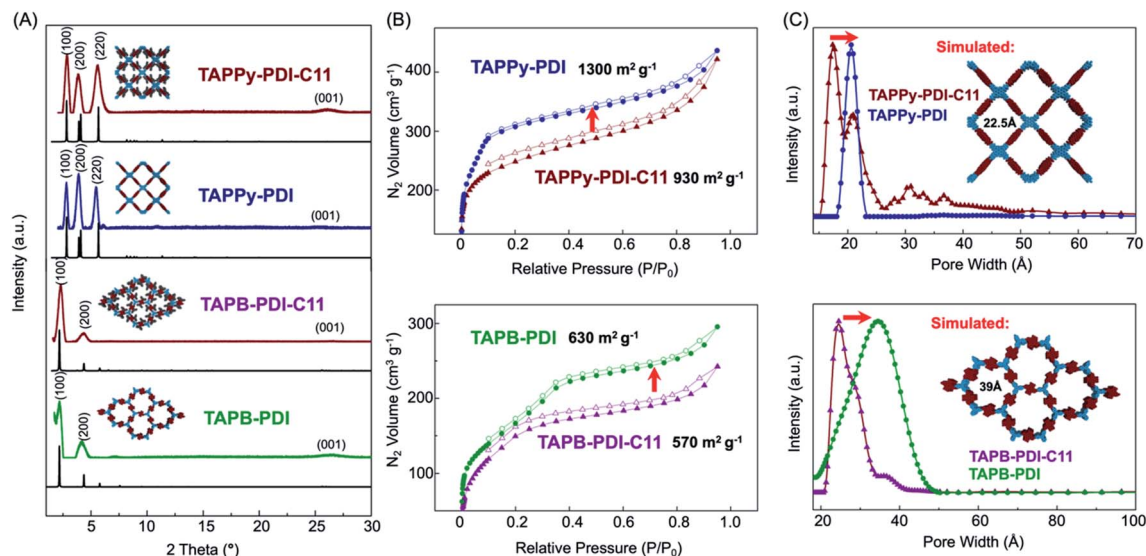 (A)
Intensity (a.u.)
(100)
(200)
(220)
TAPPy-PDI-C11
(001)
(100)
(200)
(220)
TAPPy-PDI
(001)
(100)
TAPB-PDI-C11
(200)
(001)
(100)
TAPB-PDI
(200)
(001)
5 10 15 20 25 30
2 Theta (°)
(B)
N2 Volume (cm3 g-1)
400
300
200
TAPPy-PDI 1300 m2 g-1
TAPPy-PDI-C11 930 m2 g-1
0 0.2 0.4 0.6 0.8 1.0
Relative Pressure (P/P0)
N2 Volume (cm3 g-1)
300
200
100
TAPB-PDI 630 m2 g-1
TAPB-PDI-C11 570 m2 g-1
0 0.2 0.4 0.6 0.8 1.0
Relative Pressure (P/P0)
(C)
Intensity (a.u.)
Simulated:
TAPPy-PDI-C11
TAPPy-PDI
22.5Å
20 30 40 50 60 70
Pore Width (Å)
Intensity (a.u.)
Simulated:
39Å
TAPB-PDI-C11
TAPB-PDI
20 40 60 80 100
Pore Width (Å)